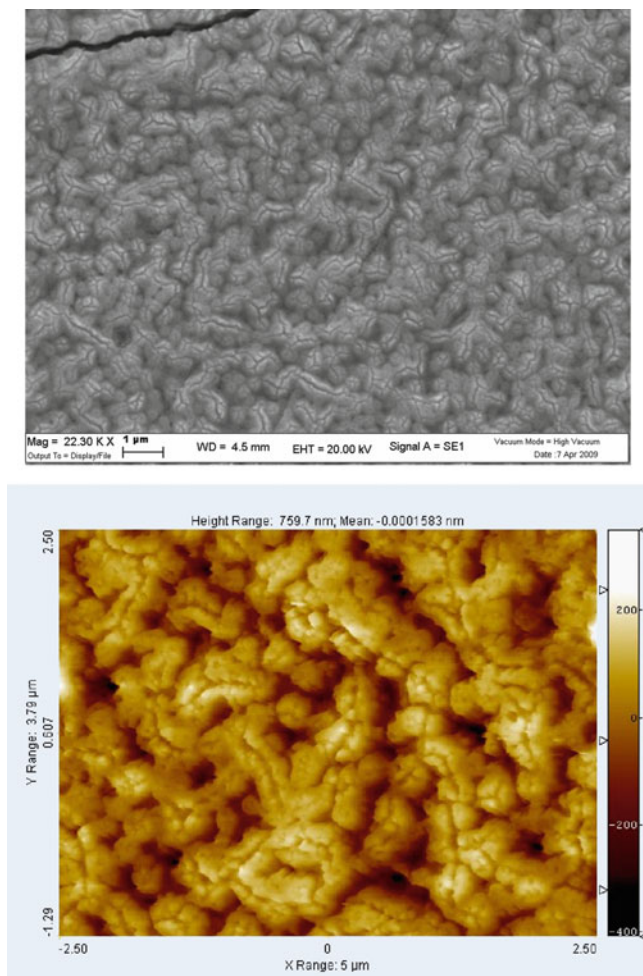 Mag = 22.30 K X 1 µm WD = 4.5 mm EHT = 20.00 kV Signal A = SE1 Vacuum Mode = High Vacuum
Output To = Display/File Date :7 Apr 2009
Height Range: 759.7 nm; Mean: -0.0001583 nm
2.50
Y Range: 3.79 µm
0.607
-1.29
200
0
-200
-400
-2.50 0 2.50
X Range: 5 µm